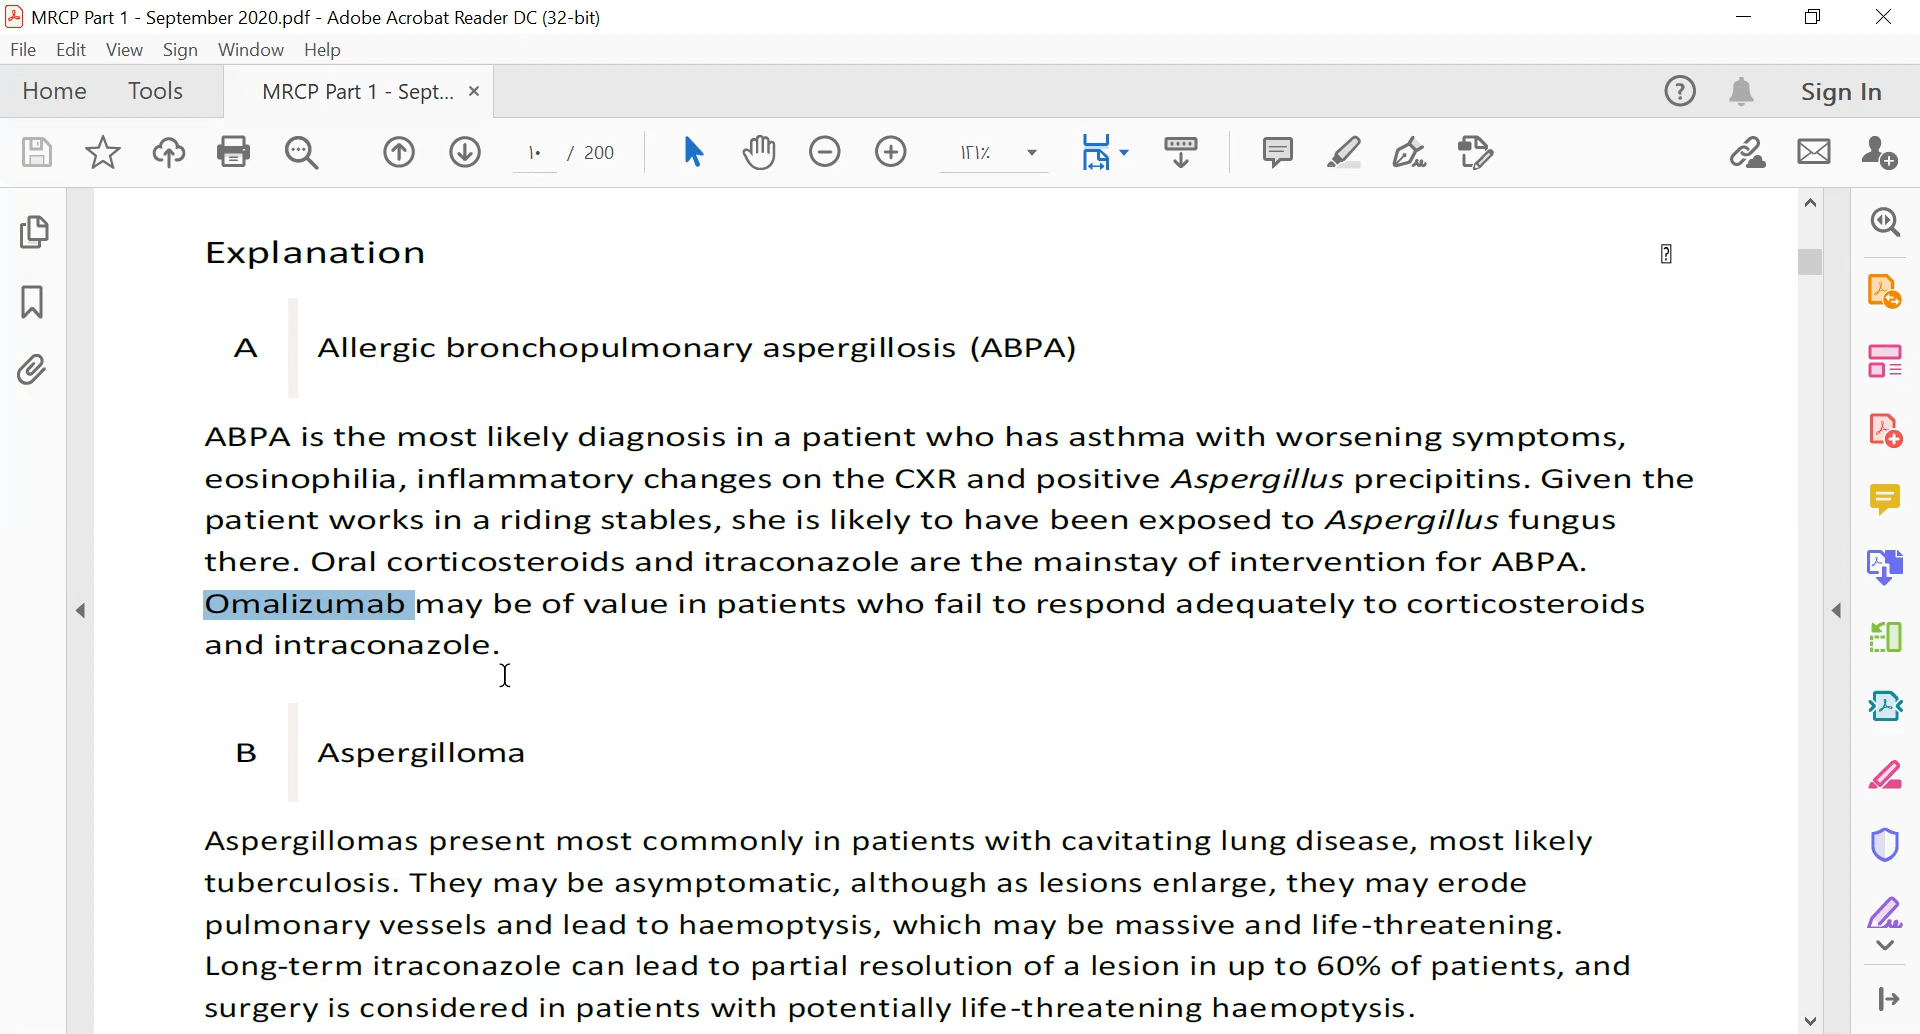 MRCP Part 1 - September 2020.pdf - Adobe Acrobat Reader DC (32-bit)
File Edit View Sign Window Help
Home Tools MRCP Part 1 - Sept... × Sign In
١٠ / 200 ١٢١٪
Explanation
A Allergic bronchopulmonary aspergillosis (ABPA)
ABPA is the most likely diagnosis in a patient who has asthma with worsening symptoms,
eosinophilia, inflammatory changes on the CXR and positive Aspergillus precipitins. Given the
patient works in a riding stables, she is likely to have been exposed to Aspergillus fungus
there. Oral corticosteroids and itraconazole are the mainstay of intervention for ABPA.
Omalizumab may be of value in patients who fail to respond adequately to corticosteroids
and intraconazole.
B Aspergilloma
Aspergillomas present most commonly in patients with cavitating lung disease, most likely
tuberculosis. They may be asymptomatic, although as lesions enlarge, they may erode
pulmonary vessels and lead to haemoptysis, which may be massive and life-threatening.
Long-term itraconazole can lead to partial resolution of a lesion in up to 60% of patients, and
surgery is considered in patients with potentially life-threatening haemoptysis.